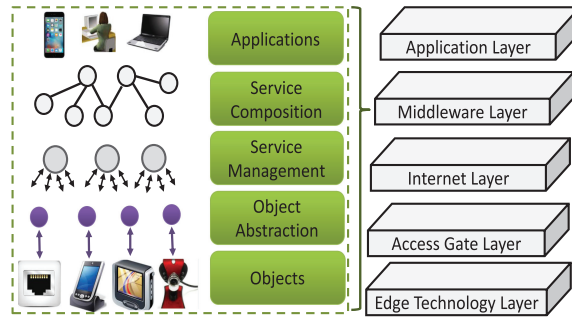 Applications
Service
Composition
Service
Management
Object
Abstraction
Objects
Application Layer
Middleware Layer
Internet Layer
Access Gate Layer
Edge Technology Layer